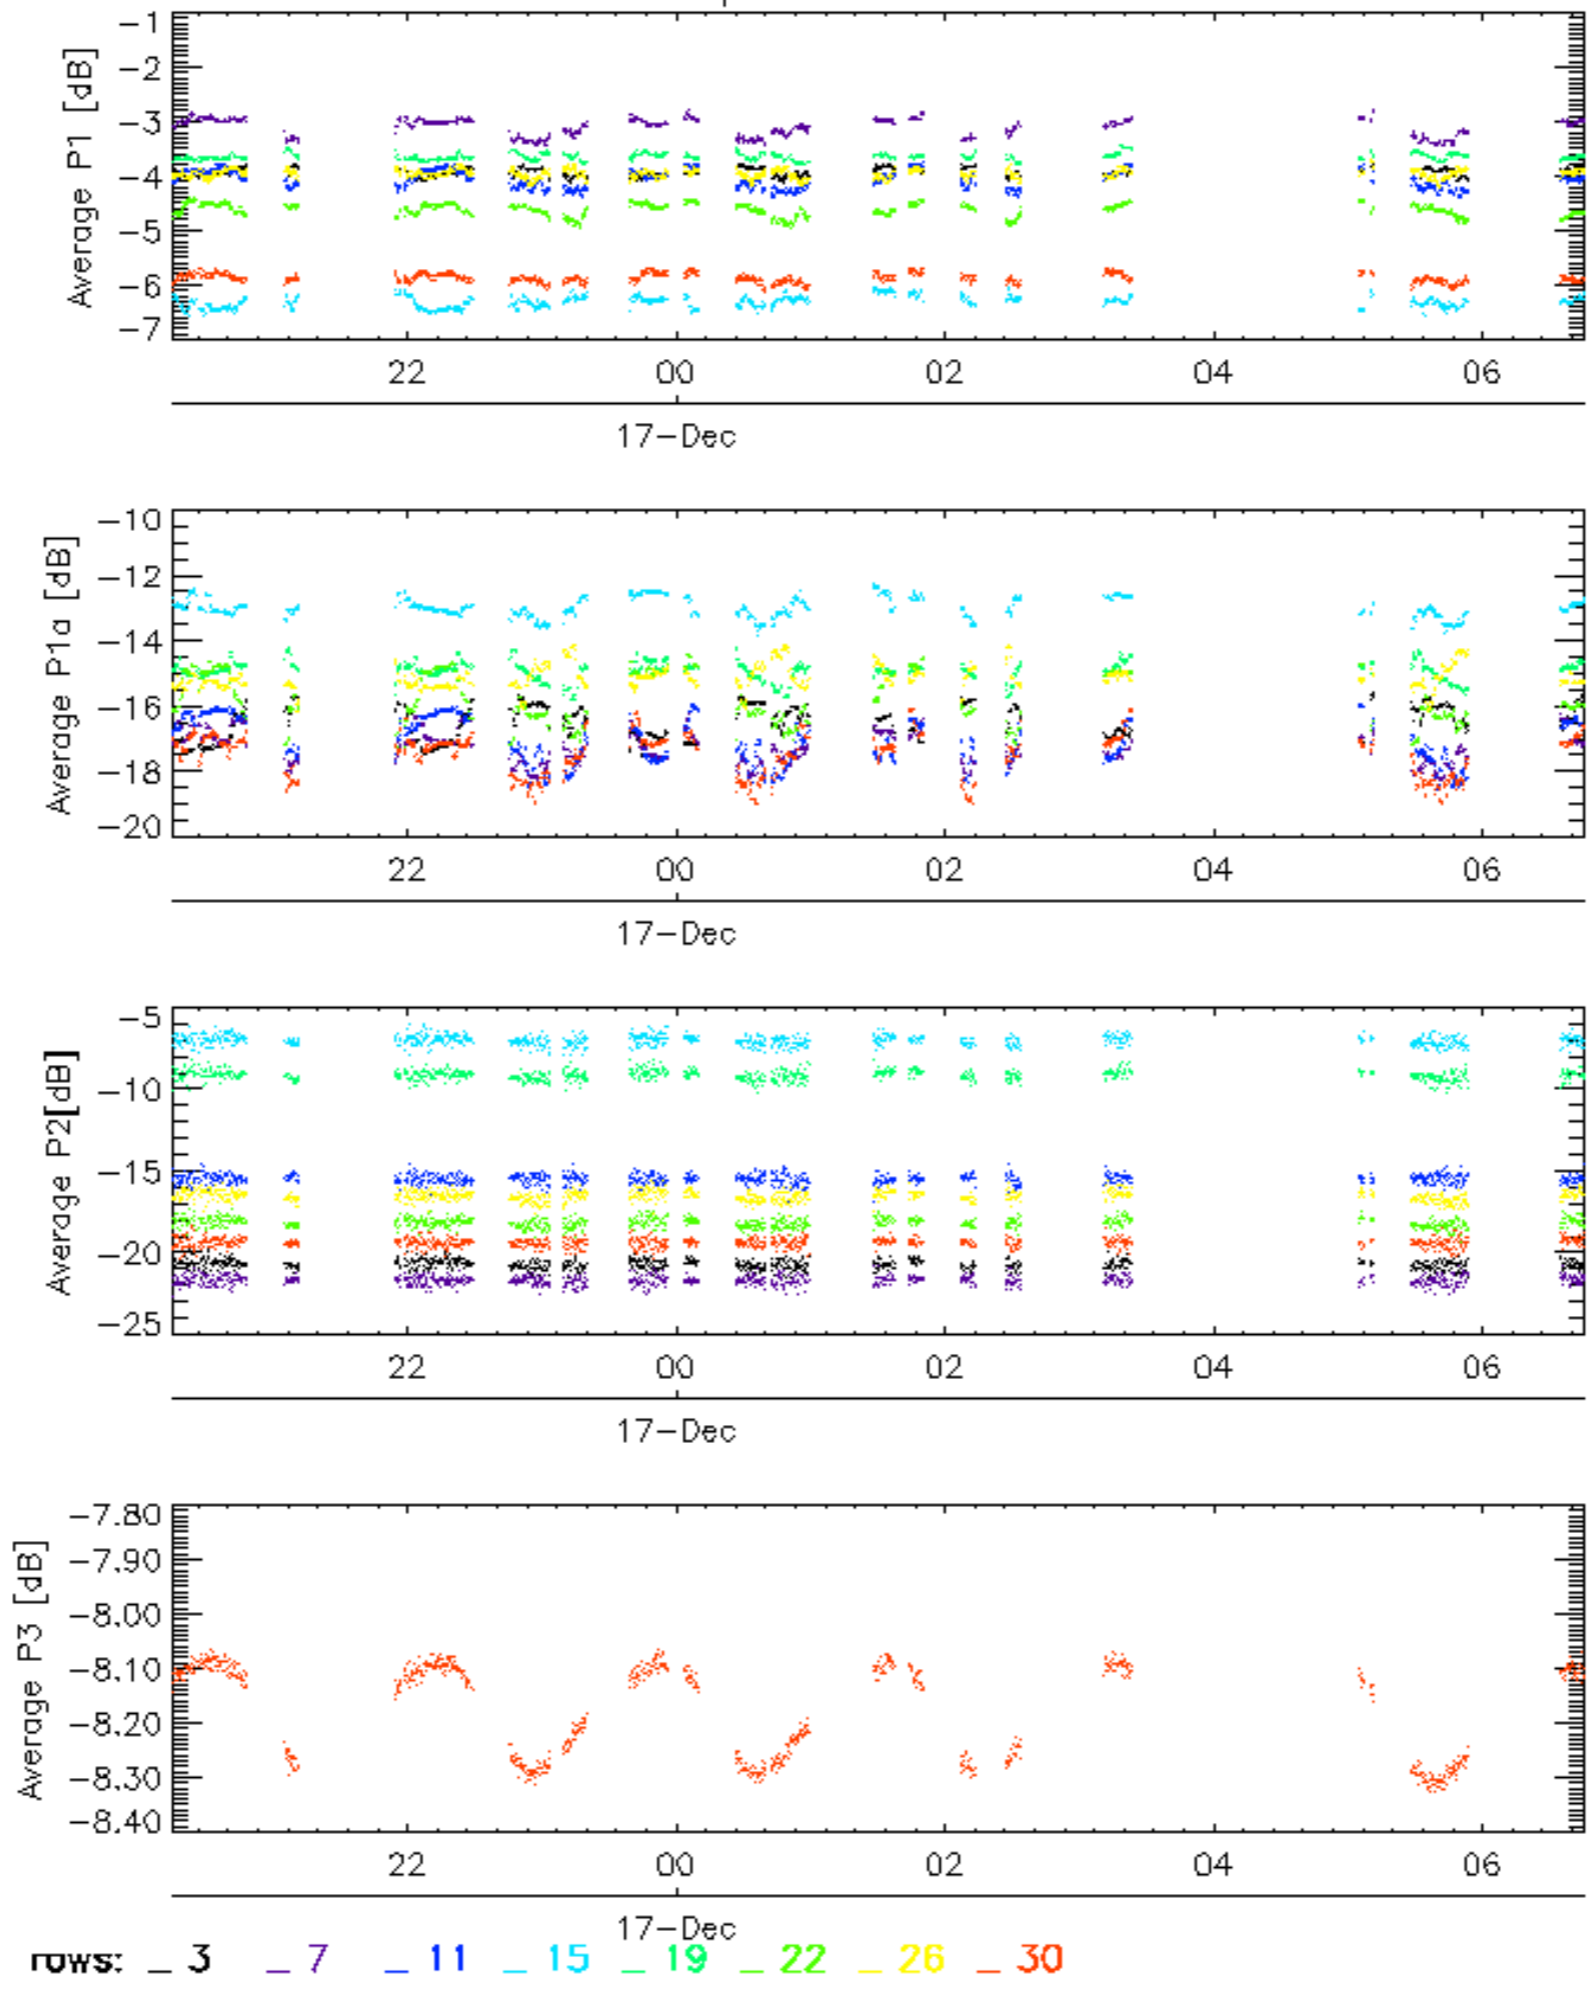 Average P1 [dB]
-1
-2
-3
-4
-5
-6
-7
22 00 02 04 06
17-Dec
Average P1a [dB]
-10
-12
-14
-16
-18
-20
22 00 02 04 06
17-Dec
Average P2[dB]
-5
-10
-15
-20
-25
22 00 02 04 06
17-Dec
Average P3 [dB]
-7.80
-7.90
-8.00
-8.10
-8.20
-8.30
-8.40
22 00 02 04 06
17-Dec
rows: _ 3 _ 7 _ 11 _ 15 _ 19 _ 22 _ 26 _ 30